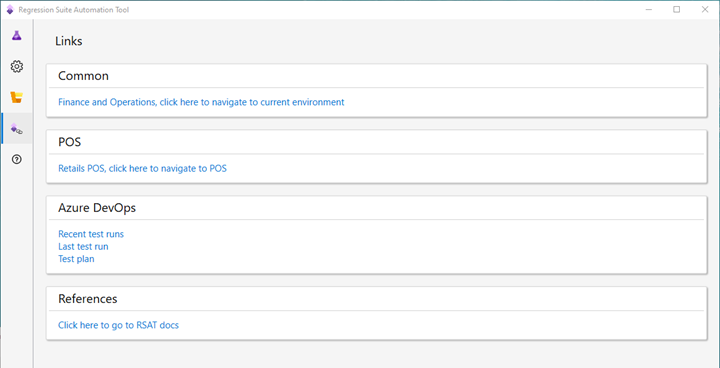 Regression Suite Automation Tool
Links
Common
Finance and Operations, click here to navigate to current environment
POS
Retails POS, click here to navigate to POS
Azure DevOps
Recent test runs
Last test run
Test plan
References
Click here to go to RSAT docs